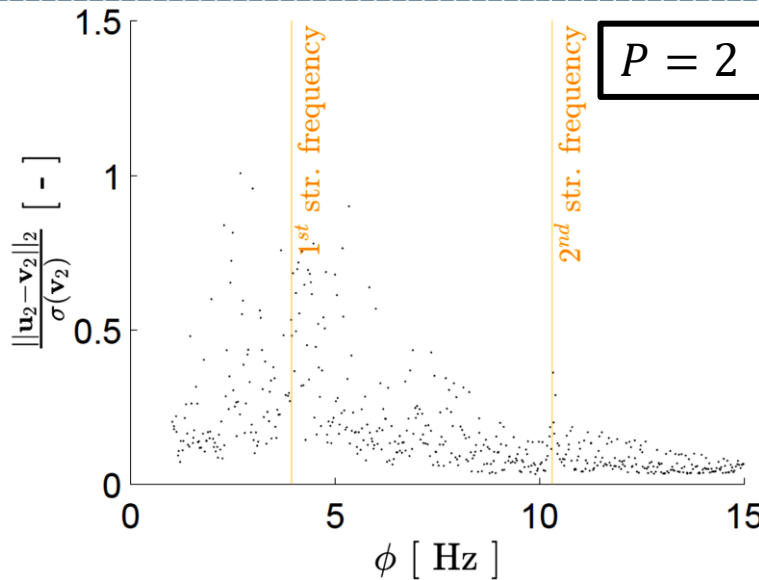 P = 2
1.5
1
0.5
0
0
5
10
15
||u₂−v₂||₂
σ(v₂)
[ - ]
1ˢᵗ str. frequency
2ⁿᵈ str. frequency
ϕ [ Hz ]